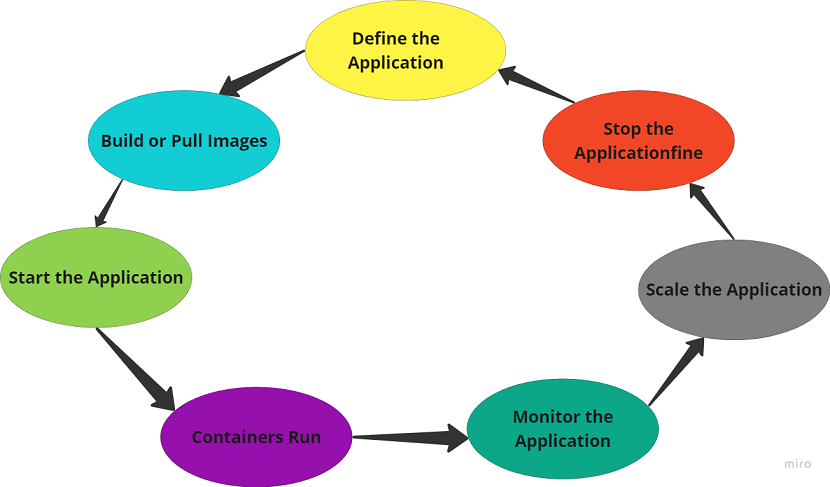 Define the
Application
Build or Pull Images
Stop the
Applicationfine
Start the Application
Scale the Application
Containers Run
Monitor the
Application
miro